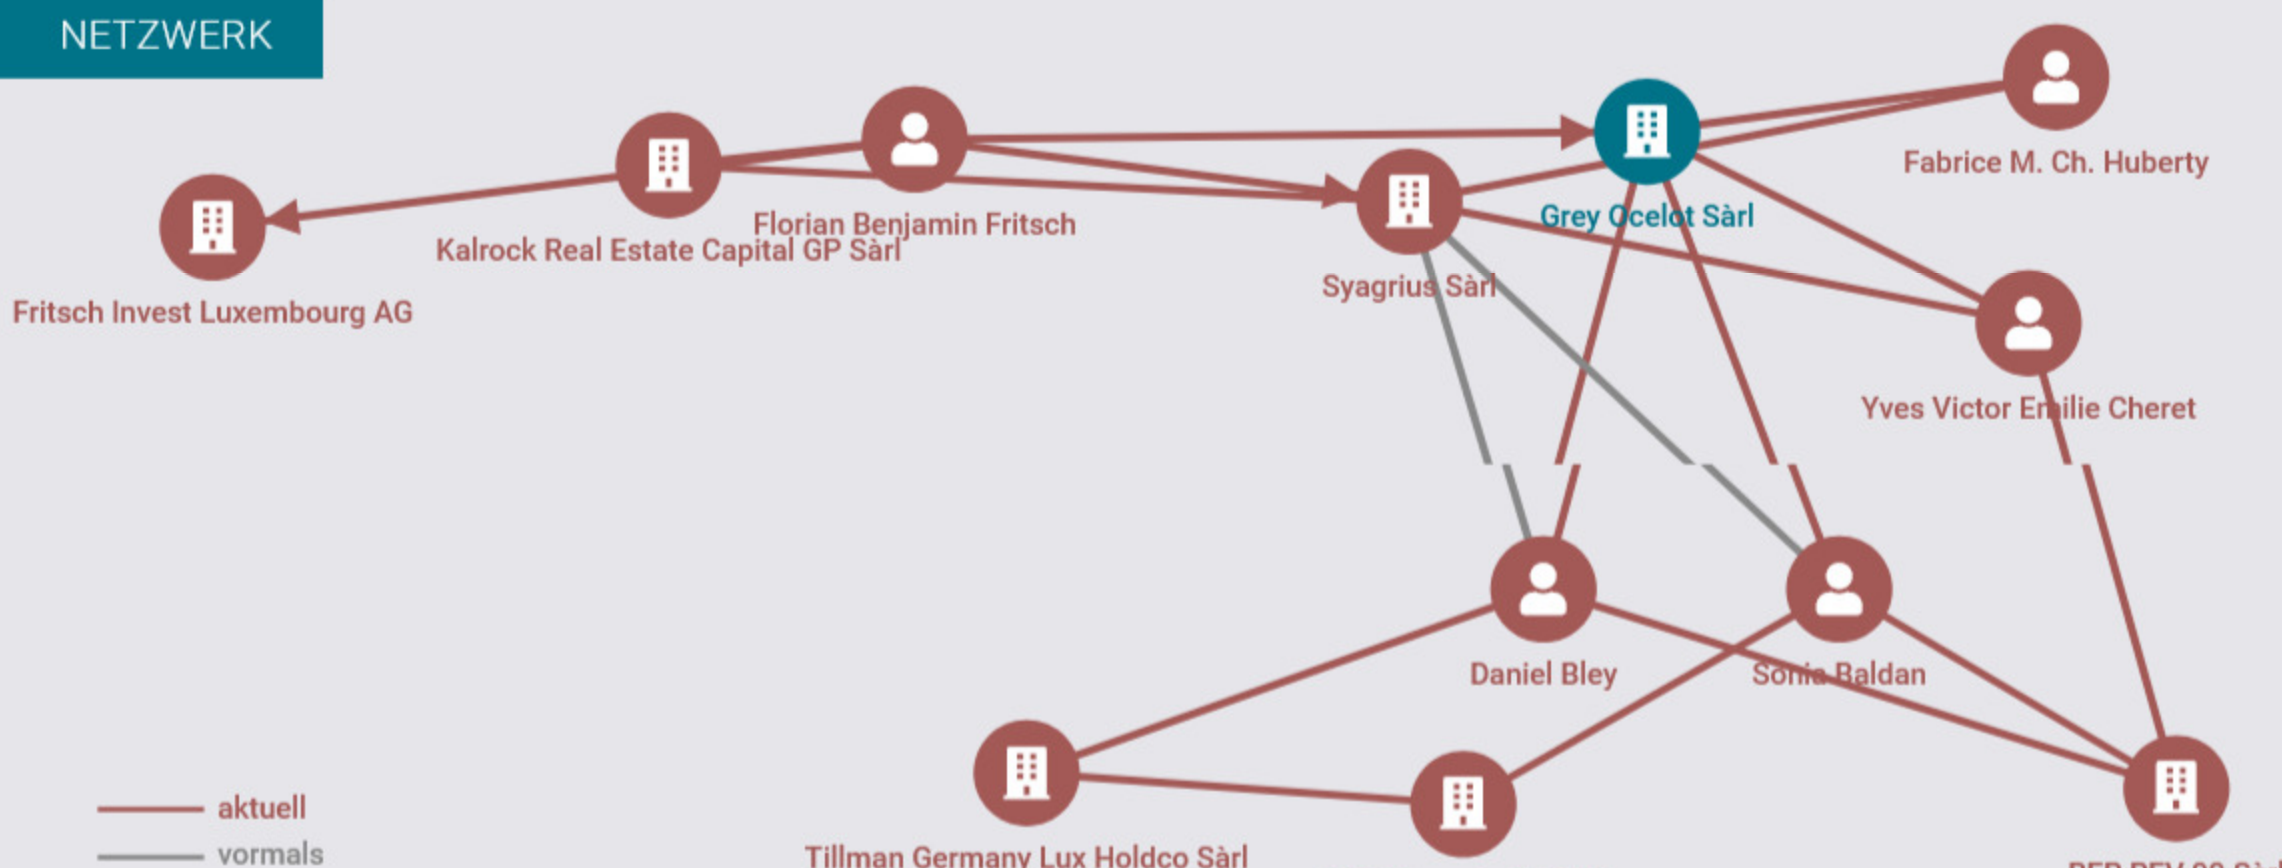 NETZWERK
Fabrice M. Ch. Huberty
Grey Ocelot Sàrl
Florian Benjamin Fritsch
Kalrock Real Estate Capital GP Sàrl
Syagrius Sàrl
Fritsch Invest Luxembourg AG
Yves Victor Emilie Cheret
Daniel Bley
Sonia Baldan
aktuell
vormals
Tillman Germany Lux Holdco Sàrl